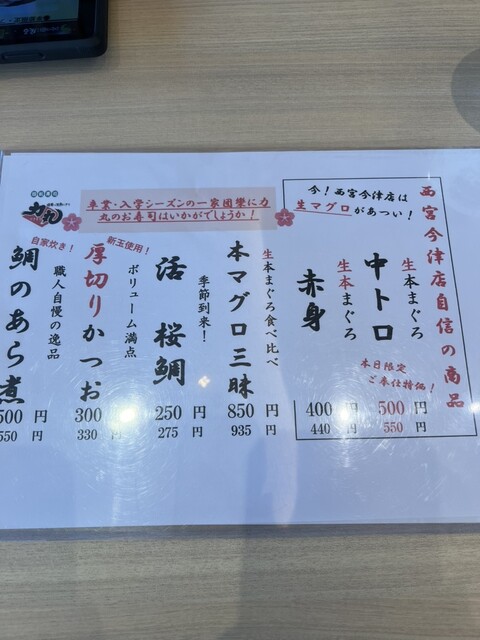 西宮今津店自信の商品
今！西宮今津店は
生マグロがあつい！
生本まぐろ
中トロ
500円
550円
生本まぐろ
赤身
400円
440円
本日限定
ご奉仕特価！
卒業・入学シーズンの一家団欒に力
丸のお寿司はいかがでしょうか！
力丸
生本まぐろ食べ比べ
本マグロ三昧
850円
935円
季節到来！
活 桜鯛
250円
275円
新玉使用！
ボリューム満点
厚切りかつお
300円
330円
自家炊き！
職人自慢の逸品
鯛のあら煮
500円
550円